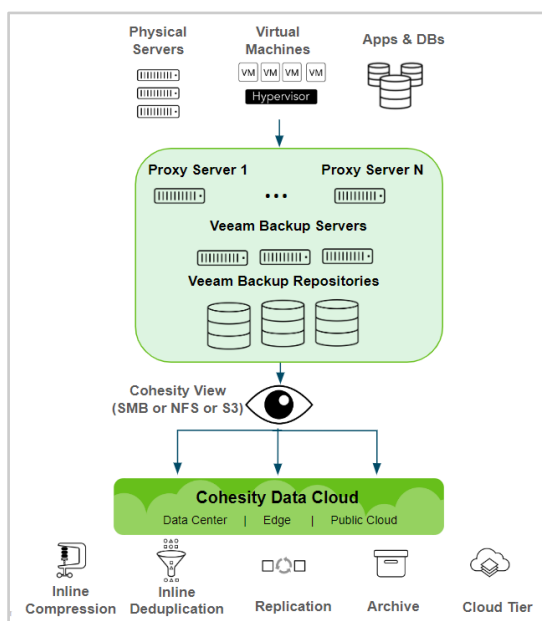 Physical
Servers
Virtual
Machines
Apps & DBs
VM VM VM VM
Hypervisor
Proxy Server 1
Proxy Server N
Veeam Backup Servers
Veeam Backup Repositories
Cohesity View
(SMB or NFS or S3)
Cohesity Data Cloud
Data Center | Edge | Public Cloud
Inline
Compression
Inline
Deduplication
Replication
Archive
Cloud Tier